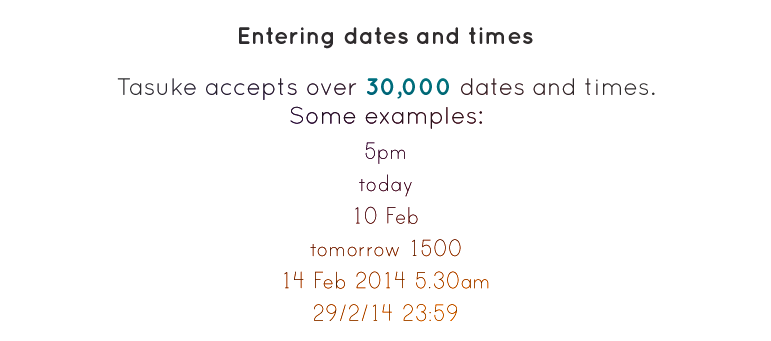 Entering dates and times
Tasuke accepts over 30,000 dates and times.
Some examples:
5pm
today
10 Feb
tomorrow 1500
14 Feb 2014 5.30am
29/2/14 23:59